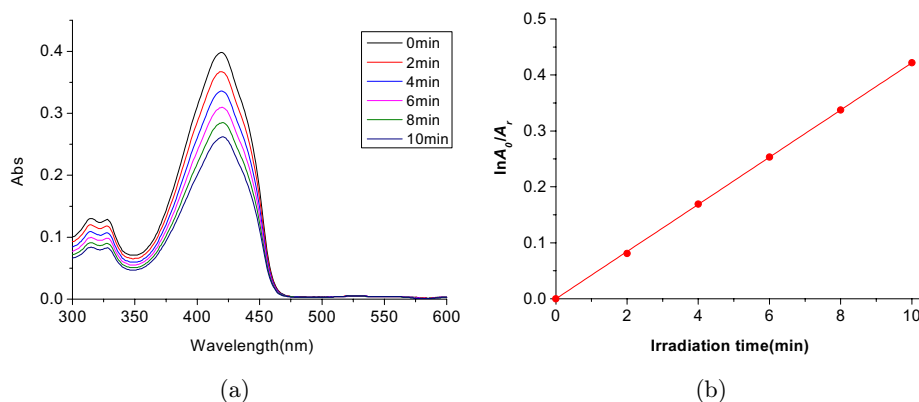 0.4
0.3
0.2
0.1
0.0
Abs
300 350 400 450 500 550 600
Wavelength(nm)
0min
2min
4min
6min
8min
10min
(a)
0.5
0.4
0.3
0.2
0.1
0.0
lnA0/Ar
0 2 4 6 8 10
Irradiation time(min)
(b)